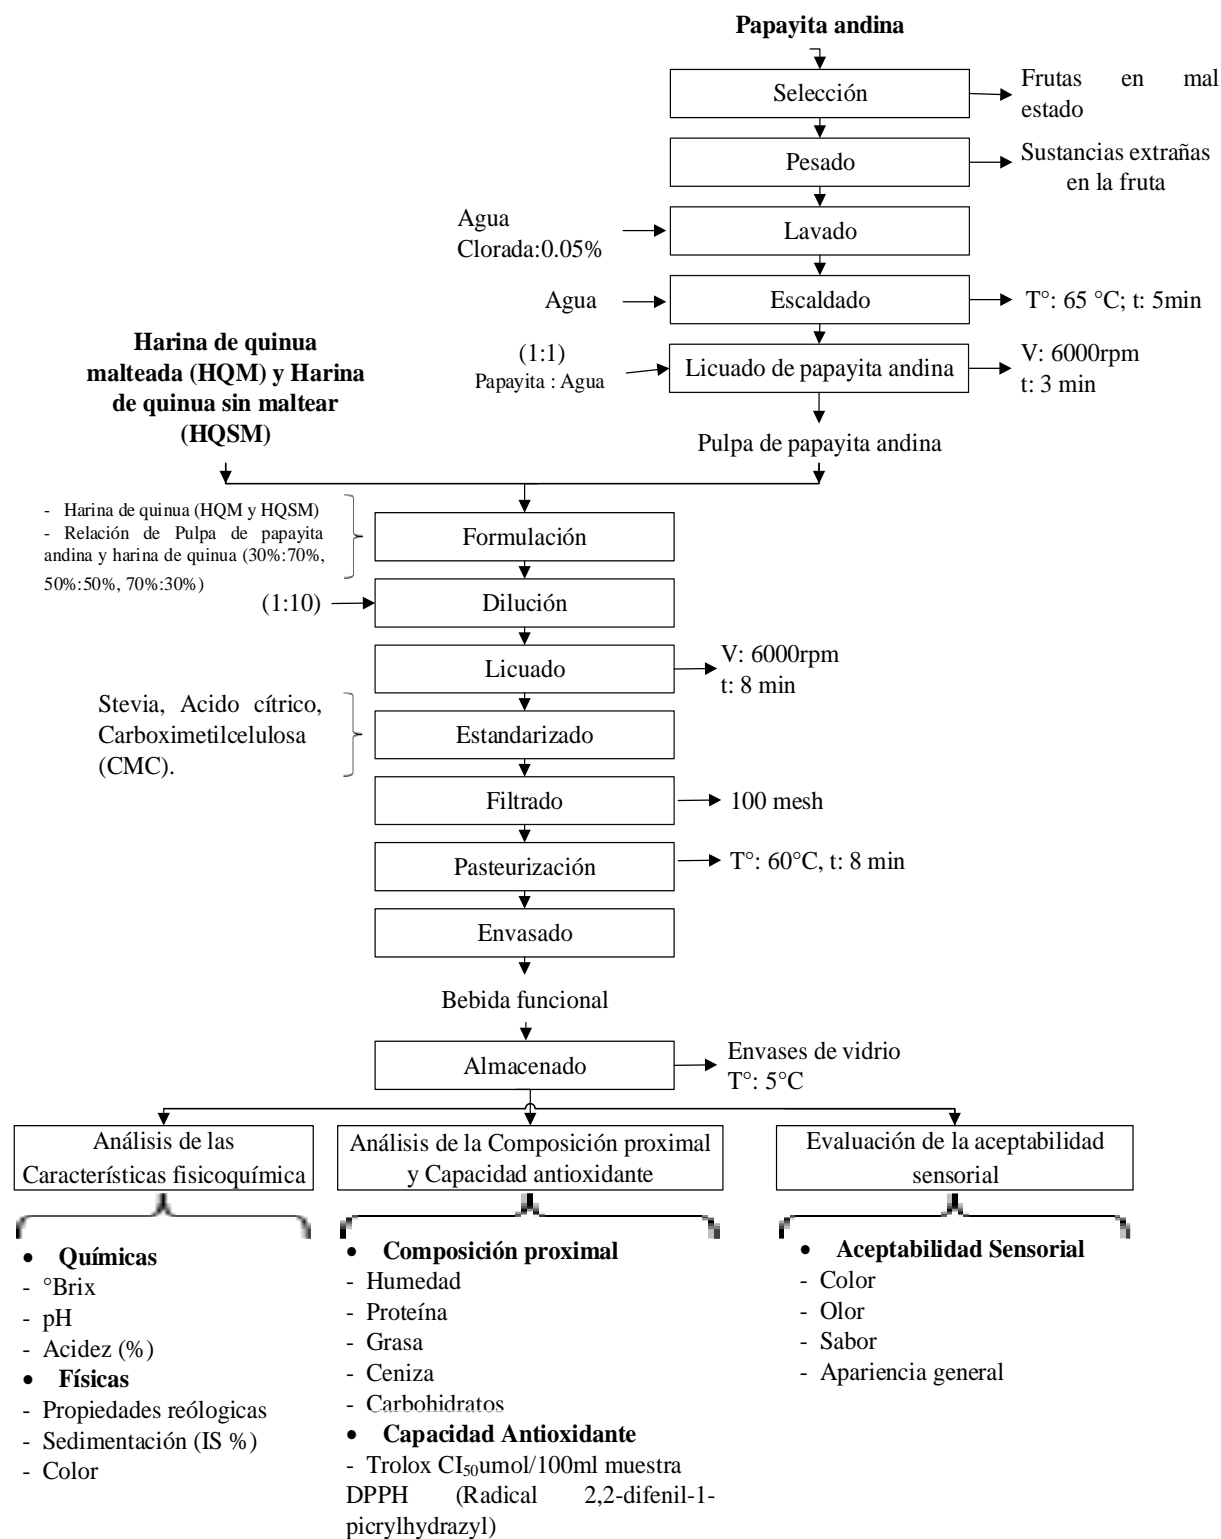 Papayita andina
Selección
Frutas en mal
estado
Pesado
Sustancias extrañas
en la fruta
Agua
Clorada:0.05%
Lavado
Agua
Escaldado
T°: 65 °C; t: 5min
(1:1)
Papayita : Agua
Licuado de papayita andina
V: 6000rpm
t: 3 min
Harina de quinua
malteada (HQM) y Harina
de quinua sin maltear
(HQSM)
Pulpa de papayita andina
- Harina de quinua (HQM y HQSM)
- Relación de Pulpa de papayita
andina y harina de quinua (30%:70%,
50%:50%, 70%:30%)
Formulación
(1:10)
Dilución
Licuado
V: 6000rpm
t: 8 min
Stevia, Acido cítrico,
Carboximetilcelulosa
(CMC).
Estandarizado
Filtrado
100 mesh
Pasteurización
T°: 60°C, t: 8 min
Envasado
Bebida funcional
Almacenado
Envases de vidrio
T°: 5°C
Análisis de las
Características fisicoquímica
Análisis de la Composición proximal
y Capacidad antioxidante
Evaluación de la aceptabilidad
sensorial
• Químicas
- °Brix
- pH
- Acidez (%)
• Físicas
- Propiedades reólogicas
- Sedimentación (IS %)
- Color
• Composición proximal
- Humedad
- Proteína
- Grasa
- Ceniza
- Carbohidratos
• Capacidad Antioxidante
- Trolox CI₅₀umol/100ml muestra
DPPH (Radical 2,2-difenil-1-
picrylhydrazyl)
• Aceptabilidad Sensorial
- Color
- Olor
- Sabor
- Apariencia general